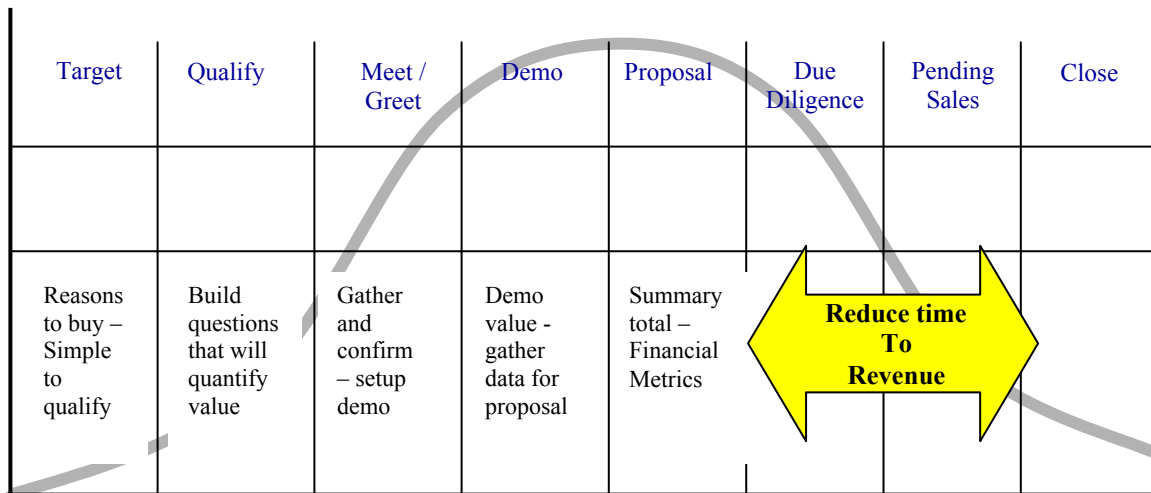 Target
Qualify
Meet /
Greet
Demo
Proposal
Due
Diligence
Pending
Sales
Close
Reasons
to buy –
Simple
to
qualify
Build
questions
that will
quantify
value
Gather
and
confirm
– setup
demo
Demo
value -
gather
data for
proposal
Summary
total –
Financial
Metrics
Reduce time
To
Revenue